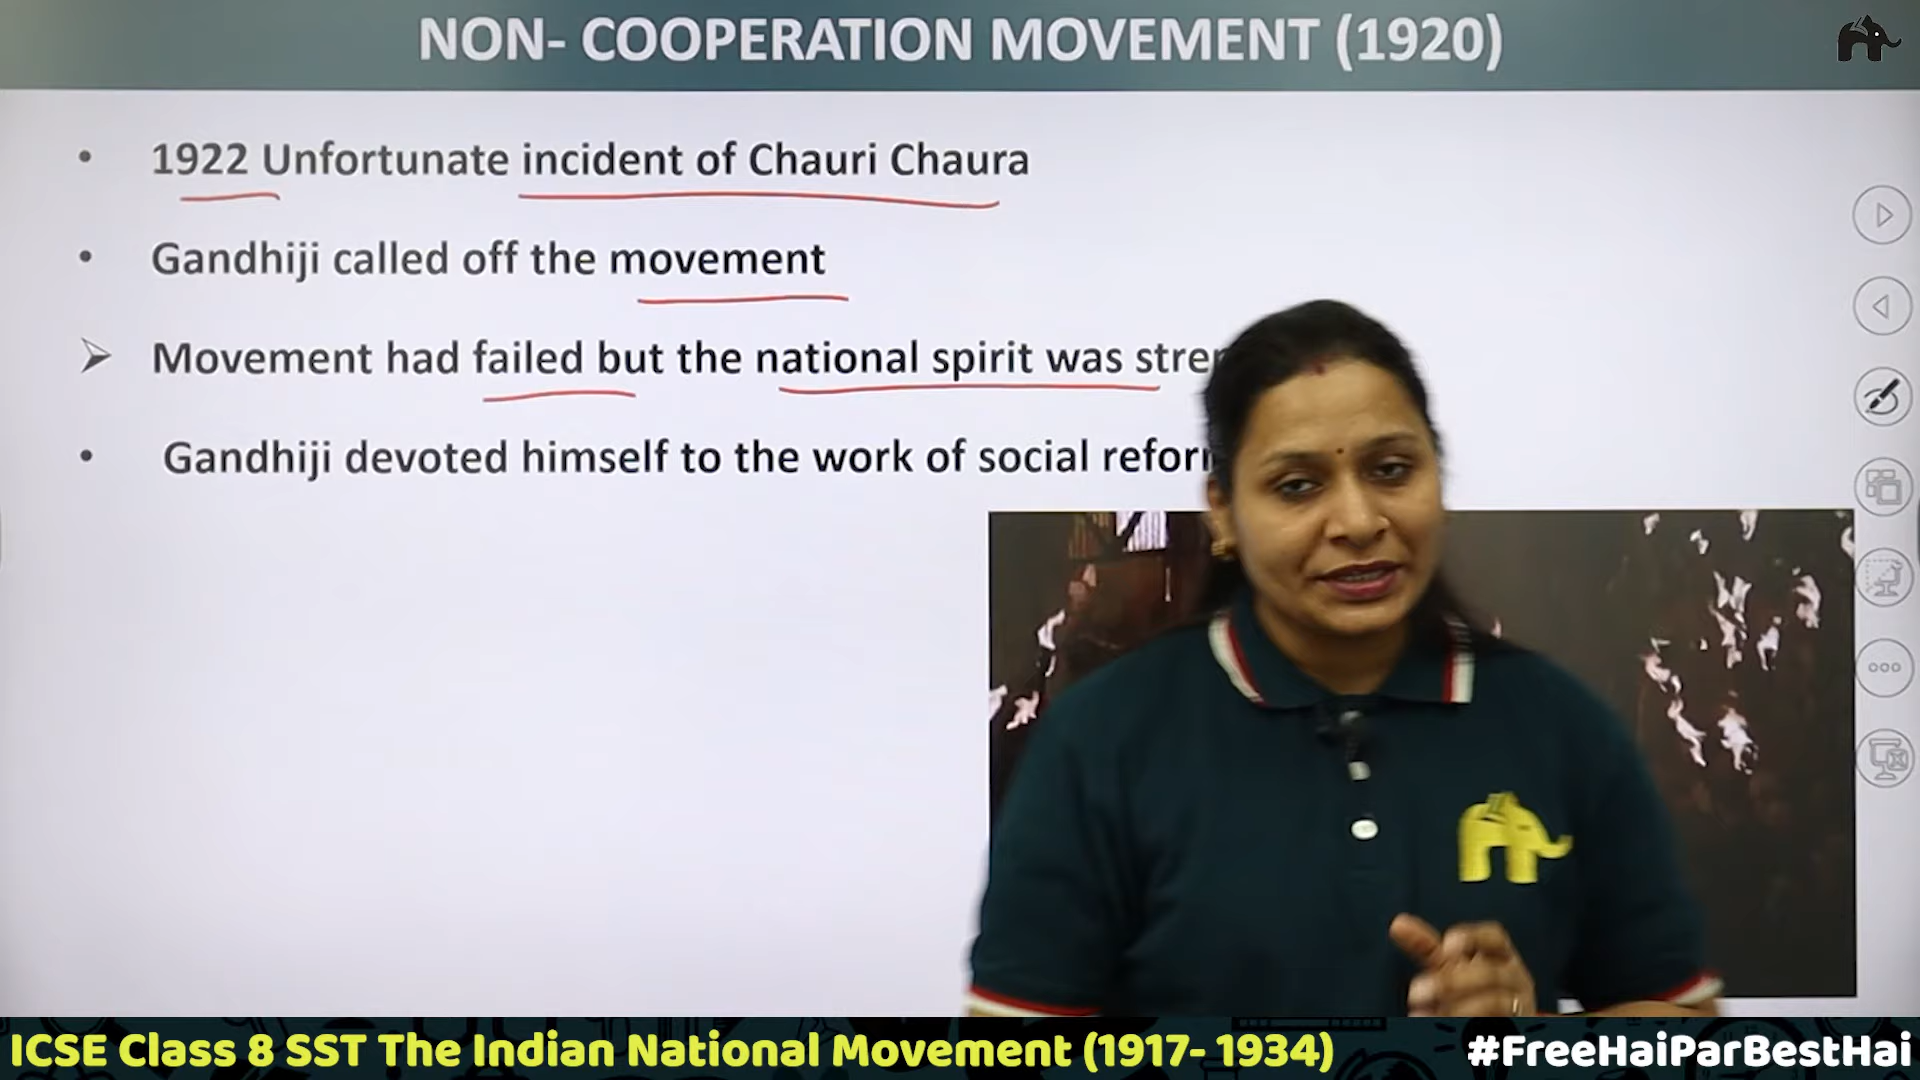 NON- COOPERATION MOVEMENT (1920)
• 1922 Unfortunate incident of Chauri Chaura
• Gandhiji called off the movement
➢ Movement had failed but the national spirit was
• Gandhiji devoted himself to the work of social
ICSE Class 8 SST The Indian National Movement (1917- 1934)
#FreeHaiParBestHai